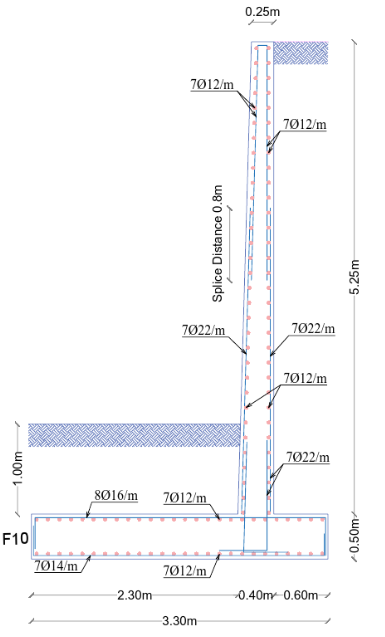 0.25m
7Ø12/m
7Ø12/m
Splice Distance 0.8m
5.25m
7Ø22/m
7Ø22/m
7Ø12/m
1.00m
7Ø22/m
8Ø16/m
7Ø12/m
F10
0.50m
7Ø14/m
7Ø12/m
2.30m
0.40m
0.60m
3.30m